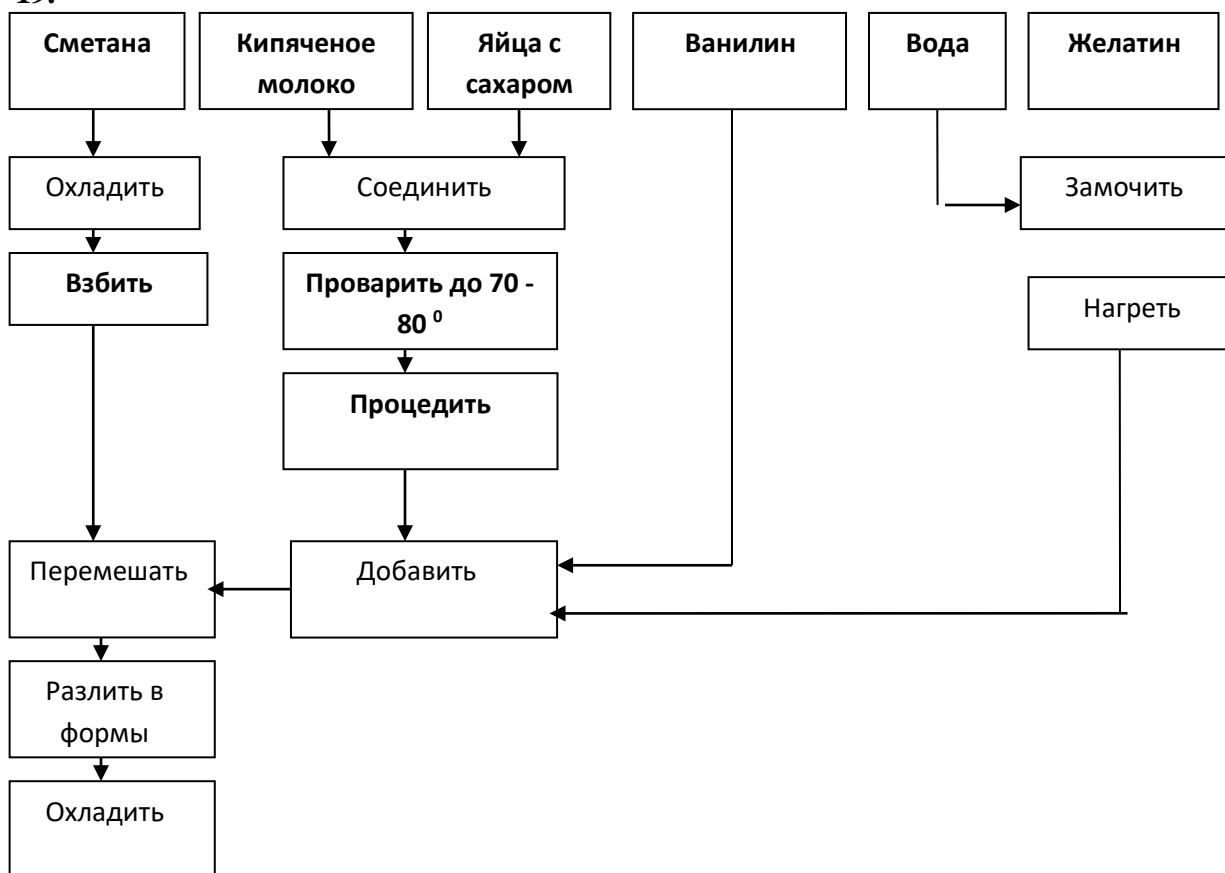 19.
Сметана
Кипяченое
молоко
Яйца с
сахаром
Ванилин
Вода
Желатин
Охладить
Соединить
Замочить
Взбить
Проварить до 70 -
80 ⁰
Нагреть
Процедить
Перемешать
Добавить
Разлить в
формы
Охладить